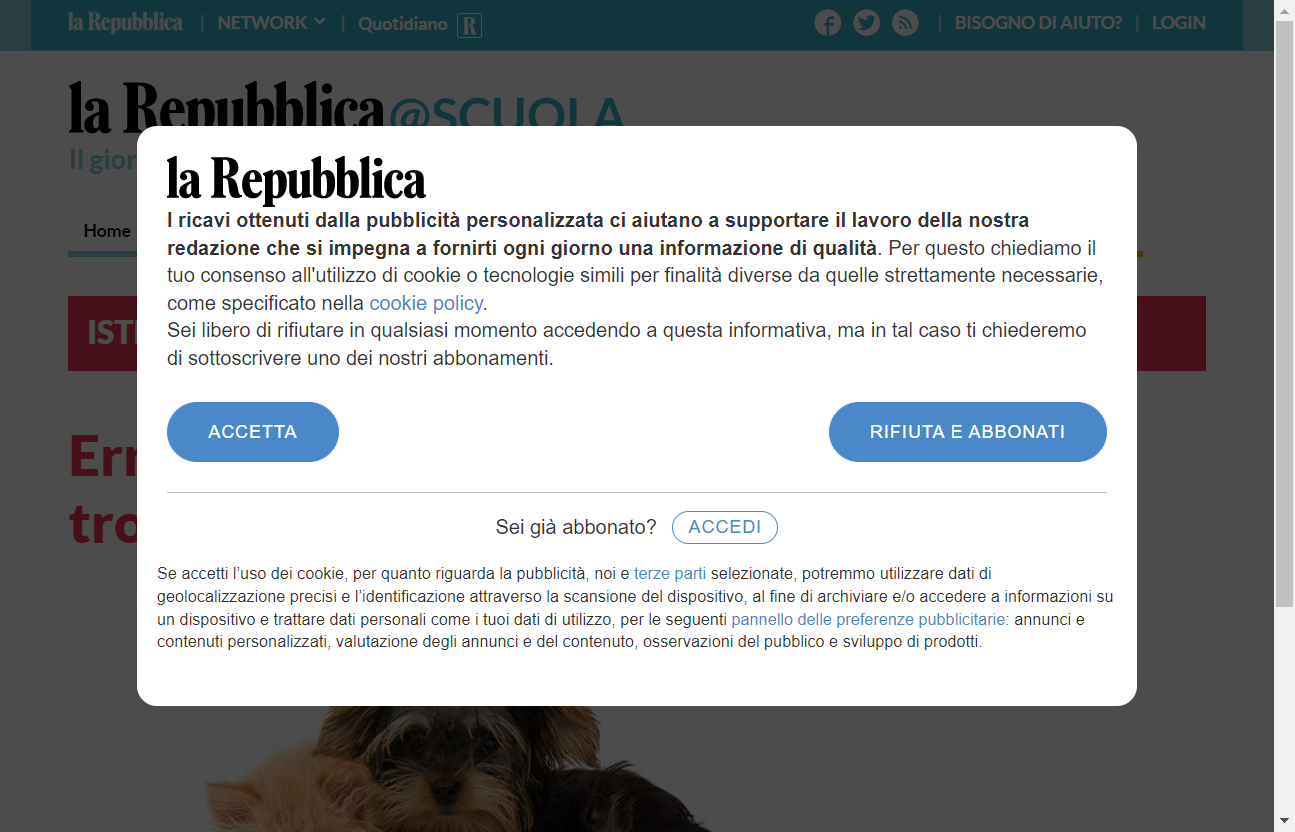 la Repubblica | NETWORK | Quotidiano R | BISOGNO DI AIUTO? | LOGIN
la Repubblica @SCUOLA
Il gior
Home
la Repubblica
I ricavi ottenuti dalla pubblicità personalizzata ci aiutano a supportare il lavoro della nostra
redazione che si impegna a fornirti ogni giorno una informazione di qualità. Per questo chiediamo il
tuo consenso all'utilizzo di cookie o tecnologie simili per finalità diverse da quelle strettamente necessarie,
come specificato nella cookie policy.
Sei libero di rifiutare in qualsiasi momento accedendo a questa informativa, ma in tal caso ti chiederemo
di sottoscrivere uno dei nostri abbonamenti.
ACCETTA
RIFIUTA E ABBONATI
Sei già abbonato? ACCEDI
Se accetti l’uso dei cookie, per quanto riguarda la pubblicità, noi e terze parti selezionate, potremmo utilizzare dati di
geolocalizzazione precisi e l’identificazione attraverso la scansione del dispositivo, al fine di archiviare e/o accedere a informazioni su
un dispositivo e trattare dati personali come i tuoi dati di utilizzo, per le seguenti pannello delle preferenze pubblicitarie: annunci e
contenuti personalizzati, valutazione degli annunci e del contenuto, osservazioni del pubblico e sviluppo di prodotti.